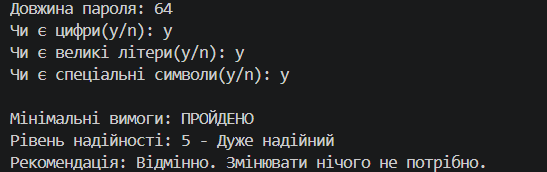 Довжина пароля: 64
Чи є цифри(y/n): y
Чи є великі літери(y/n): y
Чи є спеціальні символи(y/n): y
Мінімальні вимоги: ПРОЙДЕНО
Рівень надійності: 5 - Дуже надійний
Рекомендація: Відмінно. Змінювати нічого не потрібно.